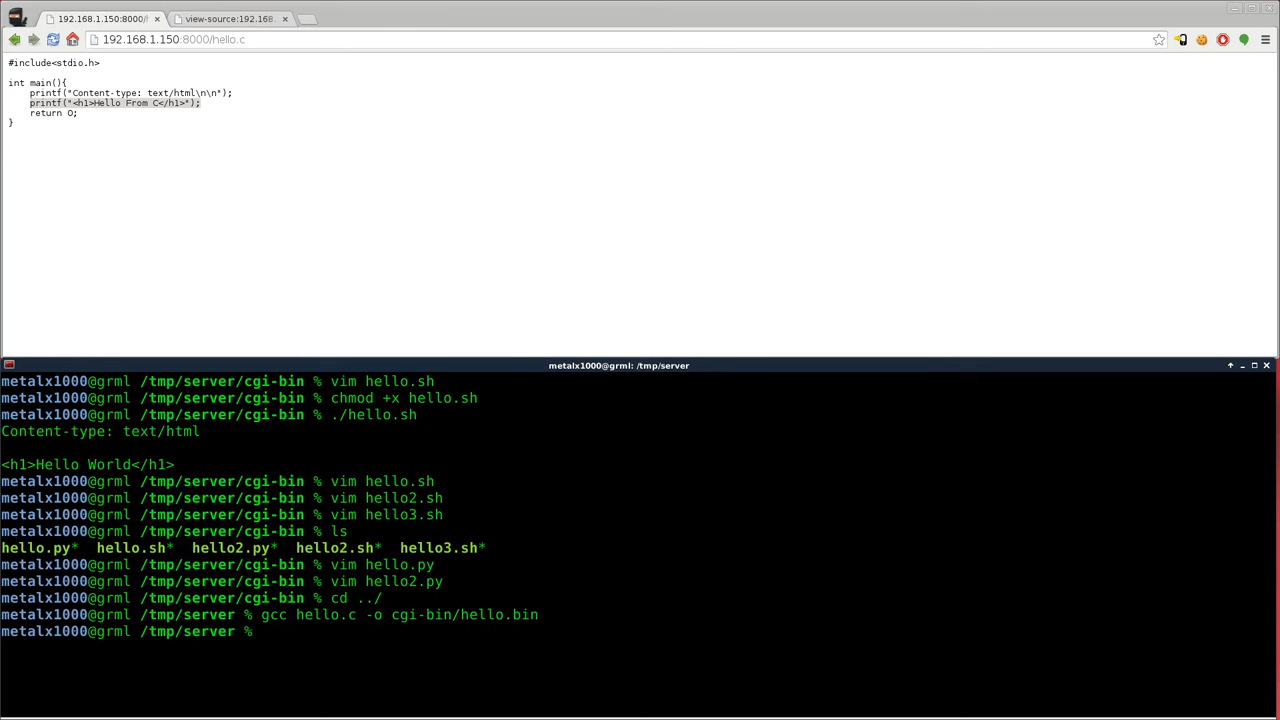 192.168.1.150:8000/h
view-source:192.168.
192.168.1.150:8000/hello.c
#include<stdio.h>
int main(){
printf("Content-type: text/html\n\n");
printf("<h1>Hello From C</h1>");
return 0;
}
metalx1000@grml: /tmp/server
metalx1000@grml /tmp/server/cgi-bin % vim hello.sh
metalx1000@grml /tmp/server/cgi-bin % chmod +x hello.sh
metalx1000@grml /tmp/server/cgi-bin % ./hello.sh
Content-type: text/html
<h1>Hello World</h1>
metalx1000@grml /tmp/server/cgi-bin % vim hello.sh
metalx1000@grml /tmp/server/cgi-bin % vim hello2.sh
metalx1000@grml /tmp/server/cgi-bin % vim hello3.sh
metalx1000@grml /tmp/server/cgi-bin % ls
hello.py* hello.sh* hello2.py* hello2.sh* hello3.sh*
metalx1000@grml /tmp/server/cgi-bin % vim hello.py
metalx1000@grml /tmp/server/cgi-bin % vim hello2.py
metalx1000@grml /tmp/server/cgi-bin % cd ../
metalx1000@grml /tmp/server % gcc hello.c -o cgi-bin/hello.bin
metalx1000@grml /tmp/server %